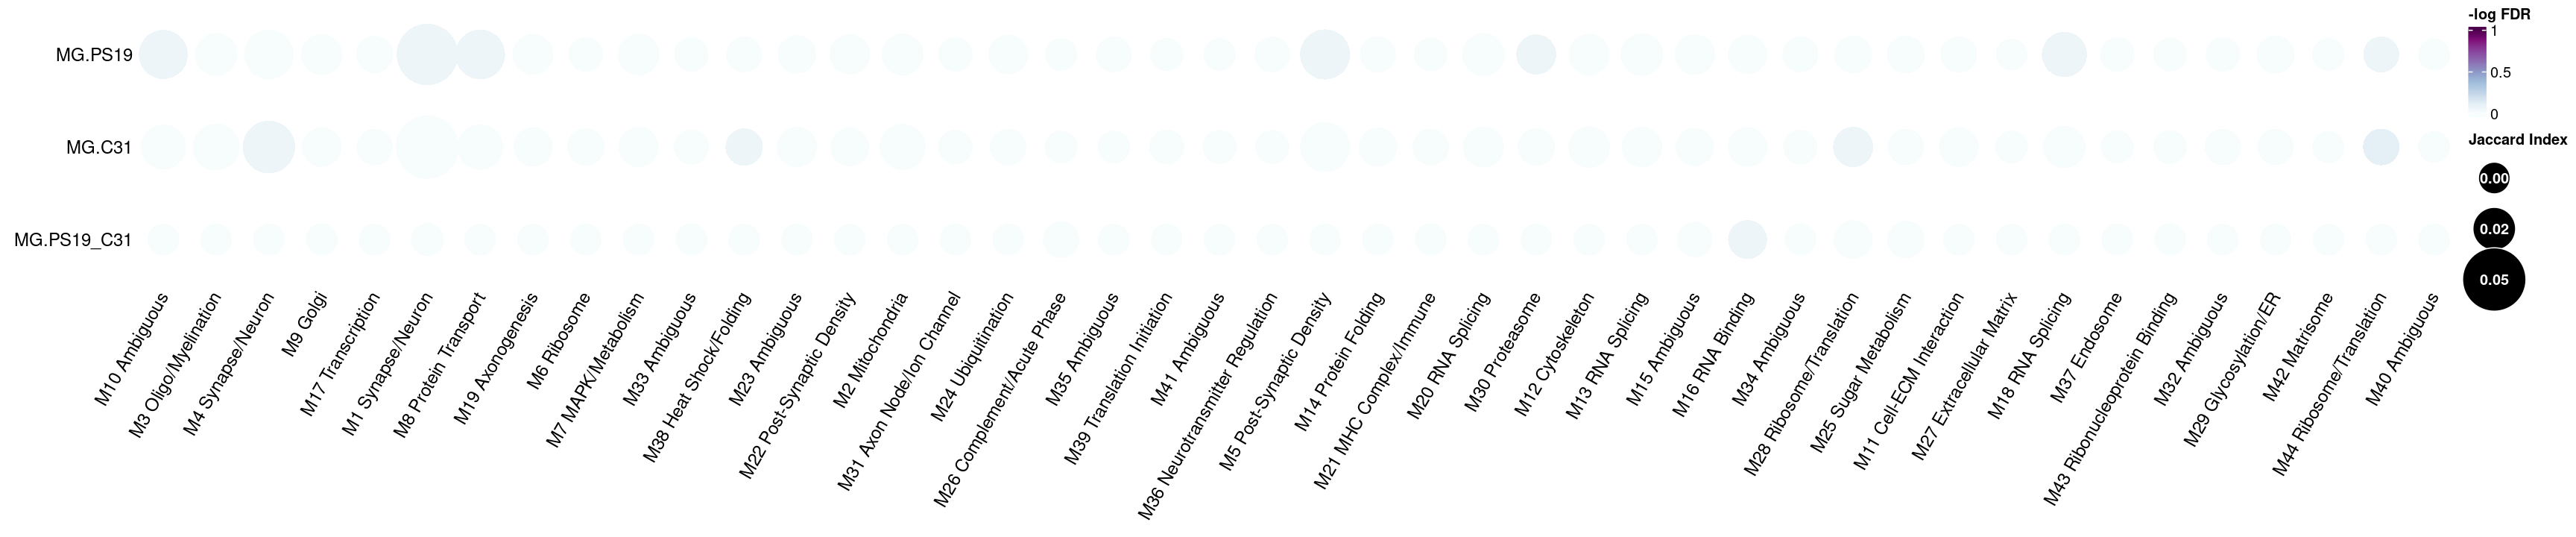 -log FDR
1
0.5
0
Jaccard Index
0.00
0.02
0.05
MG.PS19
MG.C31
MG.PS19_C31
M10 Ambiguous
M3 Oligo/Myelination
M4 Synapse/Neuron
M9 Golgi
M17 Transcription
M1 Synapse/Neuron
M8 Protein Transport
M19 Axonogenesis
M6 Ribosome
M7 MAPK/Metabolism
M33 Ambiguous
M38 Heat Shock/Folding
M23 Ambiguous
M22 Post-Synaptic Density
M2 Mitochondria
M31 Axon Node/Ion Channel
M24 Ubiquitination
M26 Complement/Acute Phase
M35 Ambiguous
M39 Translation Initiation
M41 Ambiguous
M36 Neurotransmitter Regulation
M5 Post-Synaptic Density
M14 Protein Folding
M21 MHC Complex/Immune
M20 RNA Splicing
M30 Proteasome
M12 Cytoskeleton
M13 RNA Splicing
M15 Ambiguous
M16 RNA Binding
M34 Ambiguous
M28 Ribosome/Translation
M25 Sugar Metabolism
M11 Cell-ECM Interaction
M27 Extracellular Matrix
M18 RNA Splicing
M37 Endosome
M43 Ribonucleoprotein Binding
M32 Ambiguous
M29 Glycosylation/ER
M42 Matrisome
M44 Ribosome/Translation
M40 Ambiguous